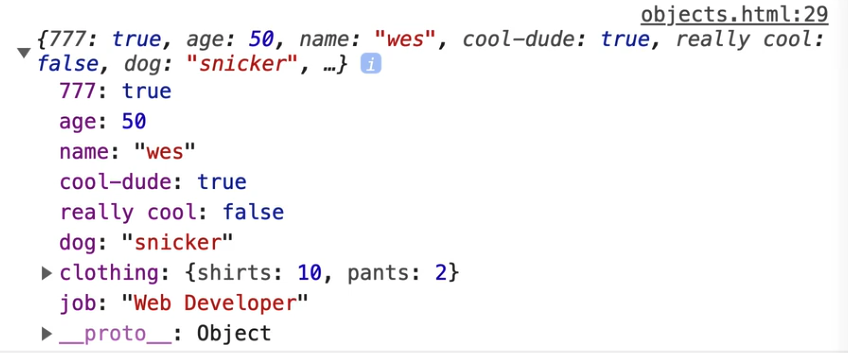 objects.html:29
{777: true, age: 50, name: "wes", cool-dude: true, really cool:
false, dog: "snicker", …} i
777: true
age: 50
name: "wes"
cool-dude: true
really cool: false
dog: "snicker"
clothing: {shirts: 10, pants: 2}
job: "Web Developer"
__proto__: Object